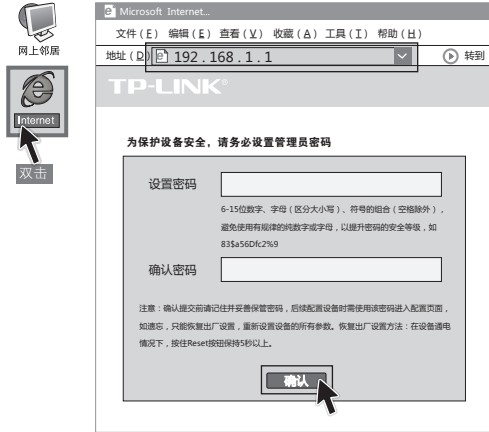 网上邻居
Internet
双击
Microsoft Internet...
文件(F) 编辑(E) 查看(V) 收藏(A) 工具(T) 帮助(H)
地址(D) 192.168.1.1 转到
TP-LINK®
为保护设备安全，请务必设置管理员密码
设置密码
6-15位数字、字母（区分大小写）、符号的组合（空格除外），
避免使用有规律的纯数字或字母，以提升密码的安全等级，如
83$a56Dfc2%9
确认密码
注意：确认提交前请记住并妥善保管密码，后续配置设备时需使用该密码进入配置页面，
如遗忘，只能恢复出厂设置，重新设置设备的所有参数。恢复出厂设置方法：在设备通电
情况下，按住Reset按钮保持5秒以上。
确认